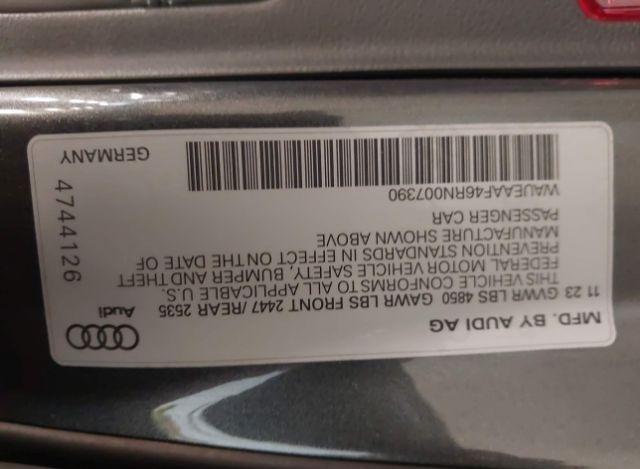 MFD. BY AUDI AG
11 23 GVWR LBS 4850 GAWR LBS FRONT 2447 /REAR 2535
THIS VEHICLE CONFORMS TO ALL APPLICABLE U.S.
FEDERAL MOTOR VEHICLE SAFETY, BUMPER AND THEFT
PREVENTION STANDARDS IN EFFECT ON THE DATE OF
MANUFACTURE SHOWN ABOVE
PASSENGER CAR
WAUEAAF46RN007390
GERMANY
4744126
Audi